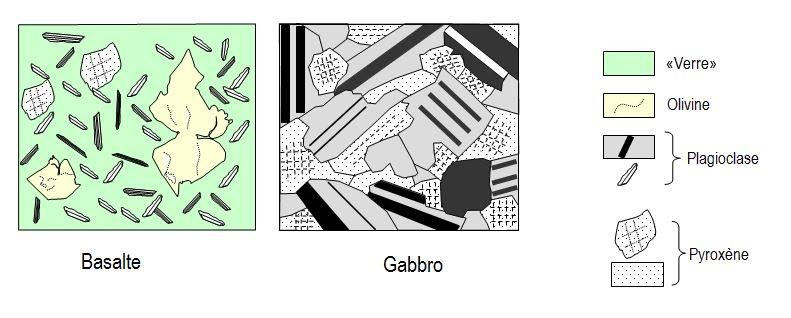 «Verre»
Olivine
Plagioclase
Pyroxène
Basalte
Gabbro